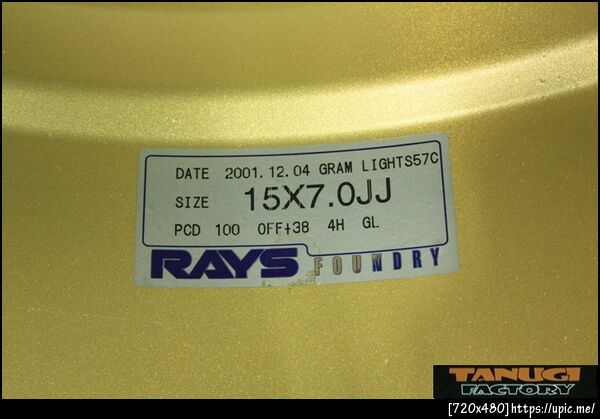 DATE 2001.12.04 GRAM LIGHTS57C
SIZE 15X7.0JJ
PCD 100 OFF+38 4H GL
RAYS FOUNDRY
TANUGI
FACTORY
[720x480]https://upic.me/